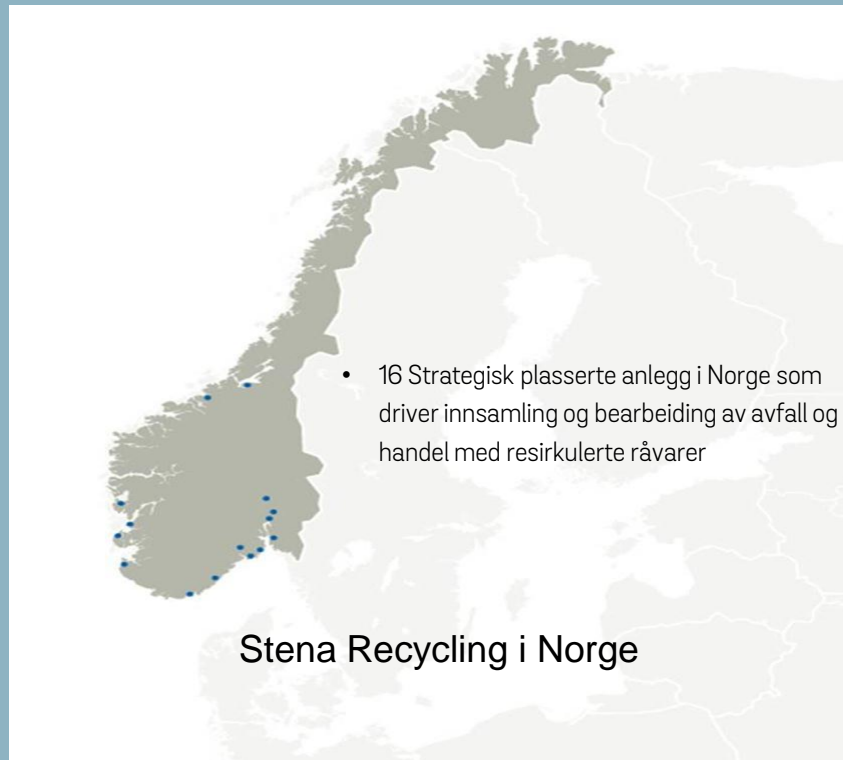 • 16 Strategisk plasserte anlegg i Norge som
driver innsamling og bearbeiding av avfall og
handel med resirkulerte råvarer
Stena Recycling i Norge